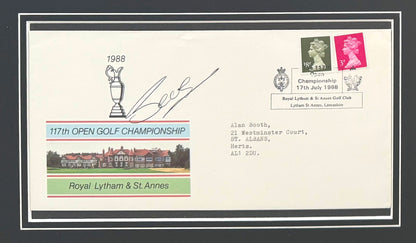 1988
117th OPEN GOLF CHAMPIONSHIP
Royal Lytham & St. Annes
Open
Championship
17th July 1988
Royal Lytham & St Annes Golf Club
Lytham St. Annes, Lancashire
Alan Booth,
21 Westminster Court,
ST. ALBANS,
Herts.
AL1 2DU.